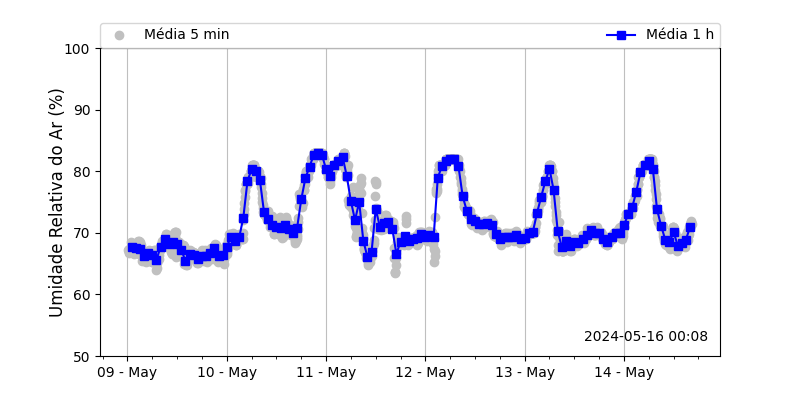 Média 5 min
Média 1 h
Umidade Relativa do Ar (%)
100
90
80
70
60
50
2024-05-16 00:08
09 - May
10 - May
11 - May
12 - May
13 - May
14 - May